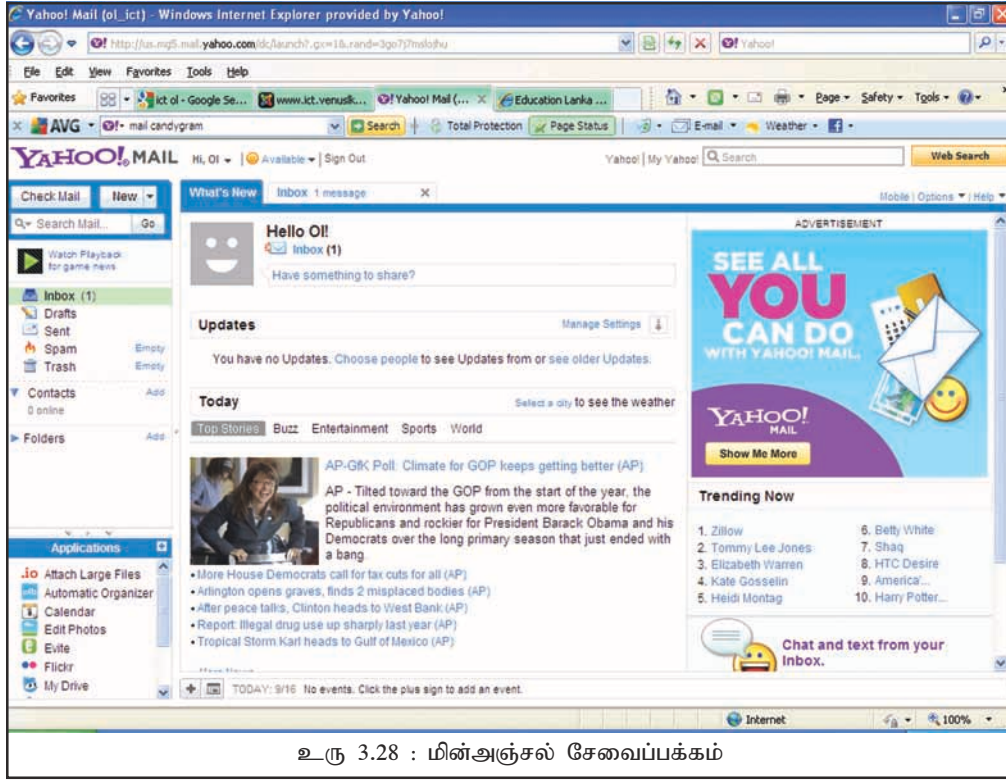 Yahoo! Mail (ol_ict) - Windows Internet Explorer provided by Yahoo!
http://us.mg5.mail.yahoo.com/dc/launch?.gx=1&.rand=3go7j7mslojhu
Yahoo!
File Edit View Favorites Tools Help
Favorites
ict ol - Google Se...
www.ict.venuslk...
Yahoo! Mail (...
Education Lanka ...
Page Safety Tools
AVG
mail candygram
Search
Total Protection
Page Status
E-mail
Weather
YAHOO! MAIL
Hi, Ol
Available
Sign Out
Yahoo! | My Yahoo!
Search
Web Search
Check Mail
New
What's New
Inbox 1 message
Mobile | Options | Help
Search Mail...
Go
Watch Playback
for game news
Inbox (1)
Drafts
Sent
Spam Empty
Trash Empty
Contacts Add
0 online
Folders Add
Applications
.io Attach Large Files
Automatic Organizer
Calendar
Edit Photos
Evite
Flickr
My Drive
Hello Ol!
Inbox (1)
Have something to share?
Updates
Manage Settings
You have no Updates. Choose people to see Updates from or see older Updates.
Today
Select a city to see the weather
Top Stories Buzz Entertainment Sports World
AP-GfK Poll: Climate for GOP keeps getting better (AP)
AP - Tilted toward the GOP from the start of the year, the
political environment has grown even more favorable for
Republicans and rockier for President Barack Obama and his
Democrats over the long primary season that just ended with
a bang.
• More House Democrats call for tax cuts for all (AP)
• Arlington opens graves, finds 2 misplaced bodies (AP)
• After peace talks, Clinton heads to West Bank (AP)
• Report: Illegal drug use up sharply last year (AP)
• Tropical Storm Karl heads to Gulf of Mexico (AP)
ADVERTISEMENT
SEE ALL
YOU
CAN DO
WITH YAHOO! MAIL.
YAHOO!
MAIL
Show Me More
Trending Now
1. Zillow
2. Tommy Lee Jones
3. Elizabeth Warren
4. Kate Gosselin
5. Heidi Montag
6. Betty White
7. Shaq
8. HTC Desire
9. America'...
10. Harry Potter...
Chat and text from your
Inbox.
TODAY: 9/16 No events. Click the plus sign to add an event.
Internet
100%
உரு 3.28 : மின்அஞ்சல் சேவைப்பக்கம்